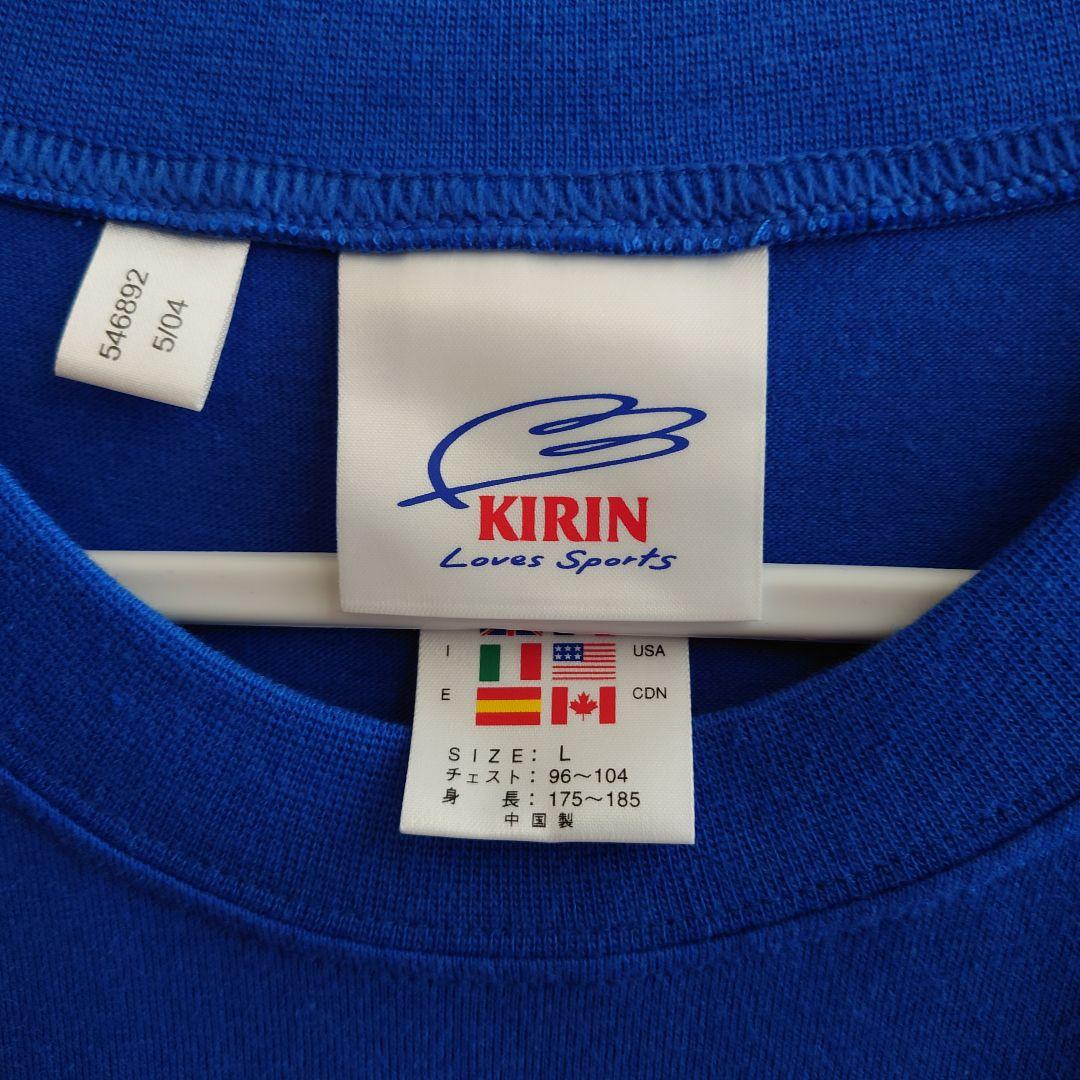 546892
5/04
KIRIN
Loves Sports
I USA
E CDN
SIZE: L
チェスト: 96～104
身 長: 175～185
中国製